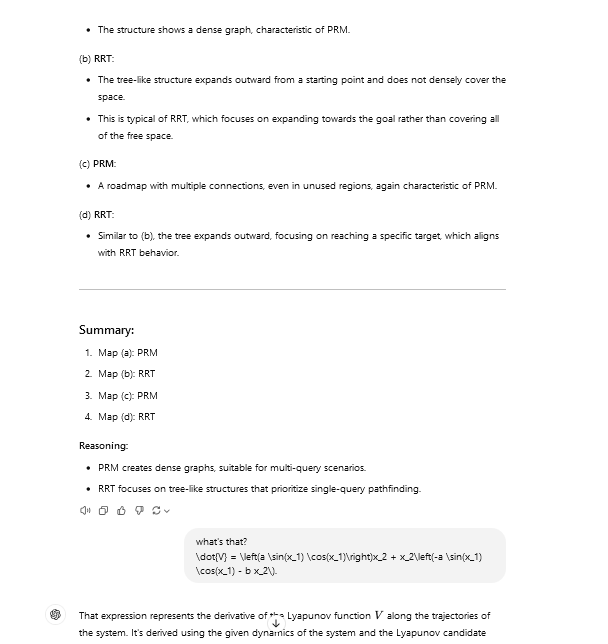 • The structure shows a dense graph, characteristic of PRM.
(b) RRT:
• The tree-like structure expands outward from a starting point and does not densely cover the
space.
• This is typical of RRT, which focuses on expanding towards the goal rather than covering all
of the free space.
(c) PRM:
• A roadmap with multiple connections, even in unused regions, again characteristic of PRM.
(d) RRT:
• Similar to (b), the tree expands outward, focusing on reaching a specific target, which aligns
with RRT behavior.
Summary:
1. Map (a): PRM
2. Map (b): RRT
3. Map (c): PRM
4. Map (d): RRT
Reasoning:
• PRM creates dense graphs, suitable for multi-query scenarios.
• RRT focuses on tree-like structures that prioritize single-query pathfinding.
what's that?
\dot{V} = \left(a \sin(x_1) \cos(x_1)\right)x_2 + x_2\left(-a \sin(x_1)
\cos(x_1) - b x_2\).
That expression represents the derivative of the Lyapunov function V along the trajectories of
the system. It's derived using the given dynamics of the system and the Lyapunov candidate